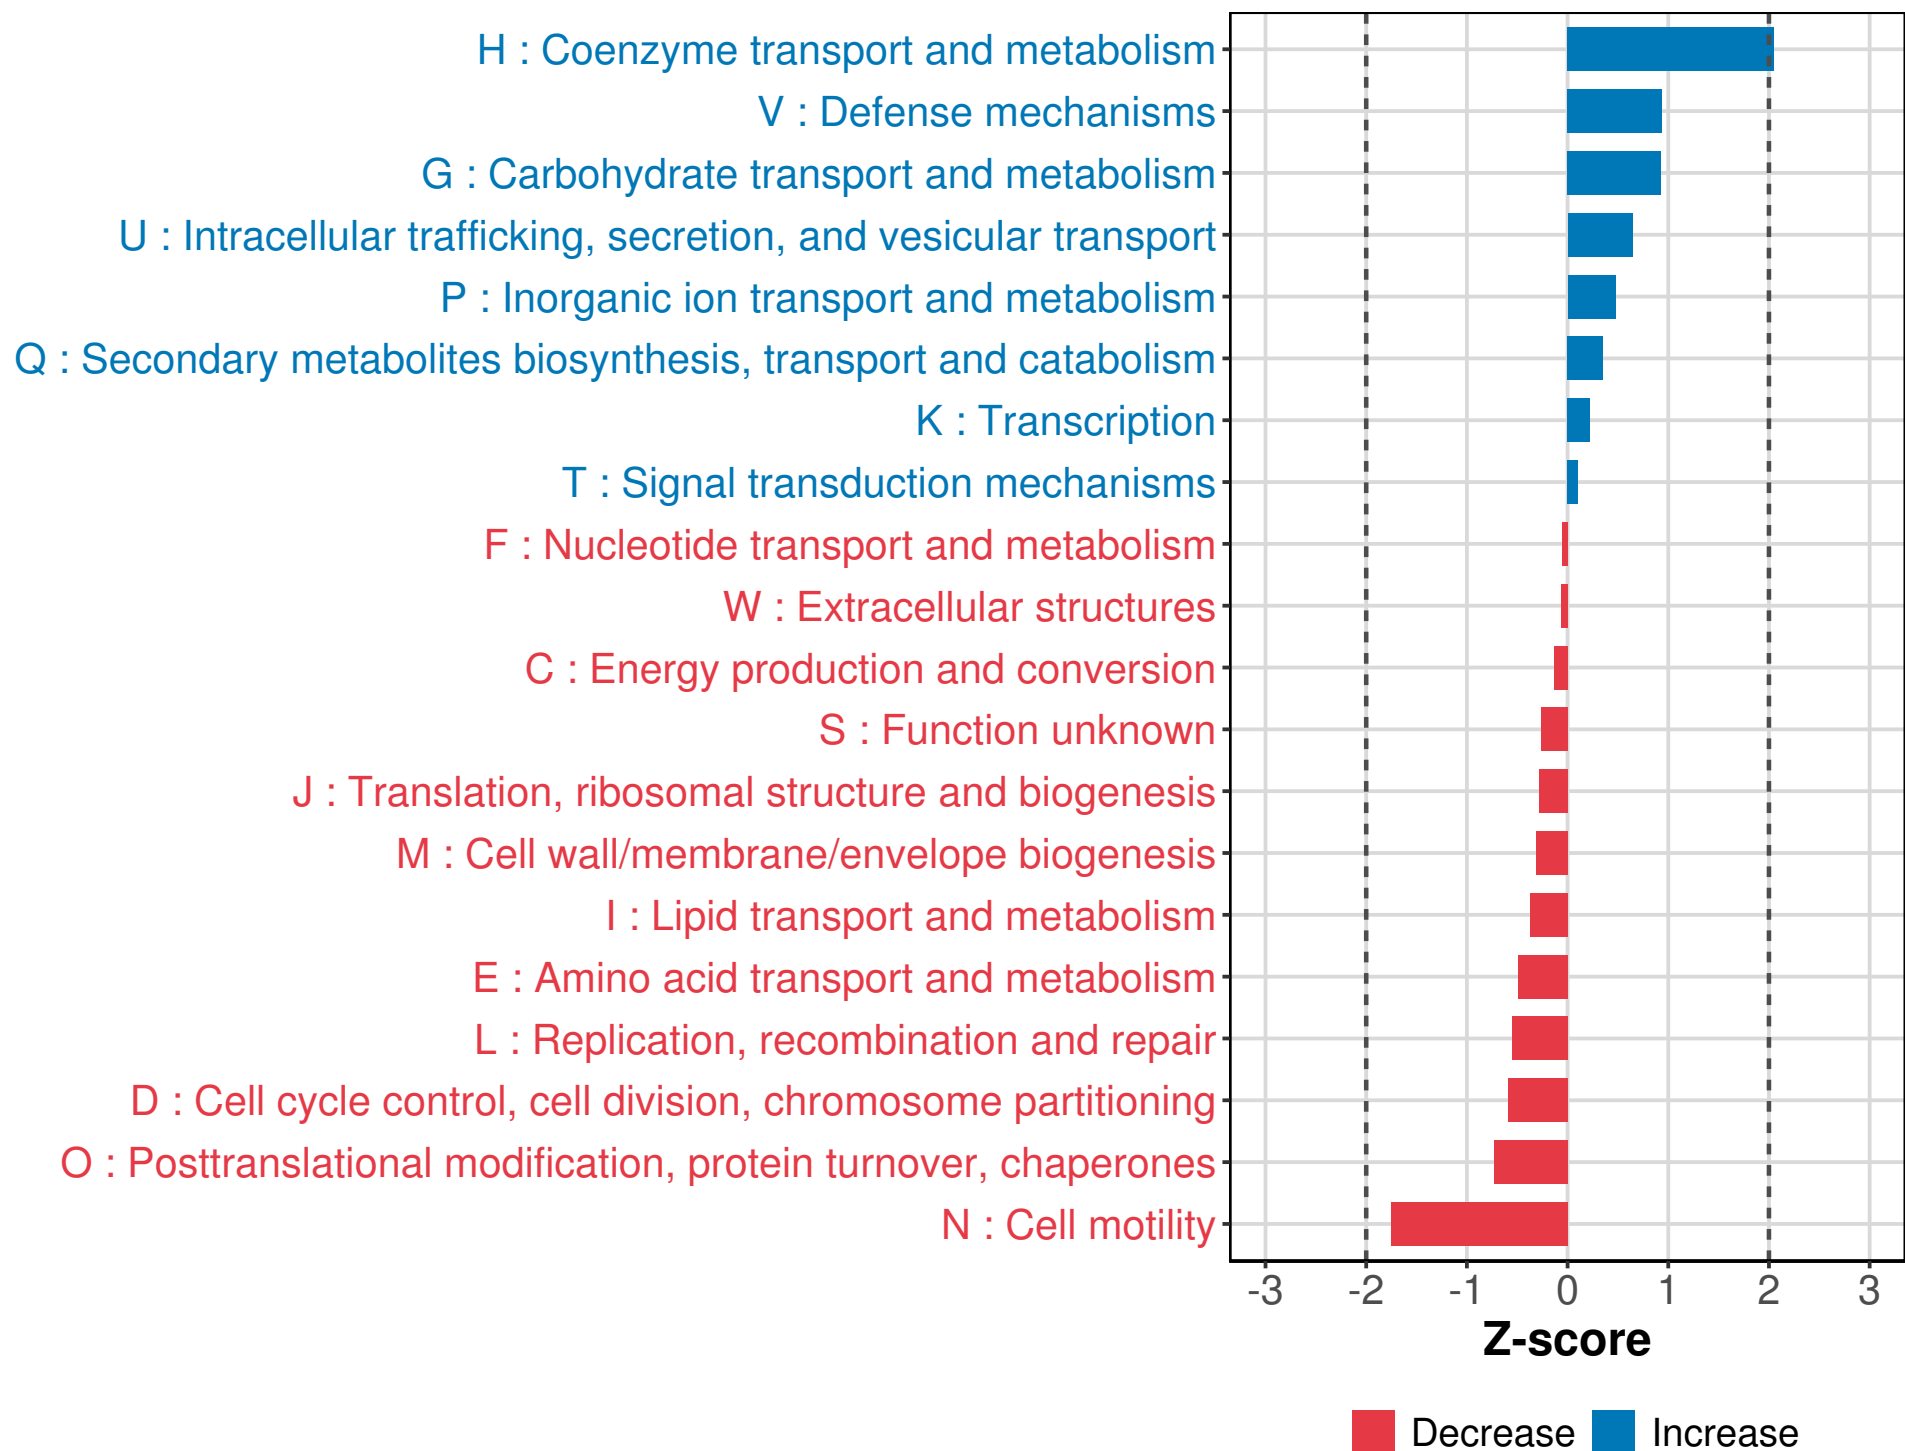 H : Coenzyme transport and metabolism
V : Defense mechanisms
G : Carbohydrate transport and metabolism
U : Intracellular trafficking, secretion, and vesicular transport
P : Inorganic ion transport and metabolism
Q : Secondary metabolites biosynthesis, transport and catabolism
K : Transcription
T : Signal transduction mechanisms
F : Nucleotide transport and metabolism
W : Extracellular structures
C : Energy production and conversion
S : Function unknown
J : Translation, ribosomal structure and biogenesis
M : Cell wall/membrane/envelope biogenesis
I : Lipid transport and metabolism
E : Amino acid transport and metabolism
L : Replication, recombination and repair
D : Cell cycle control, cell division, chromosome partitioning
O : Posttranslational modification, protein turnover, chaperones
N : Cell motility
-3 -2 -1 0 1 2 3
Z-score
Decrease Increase